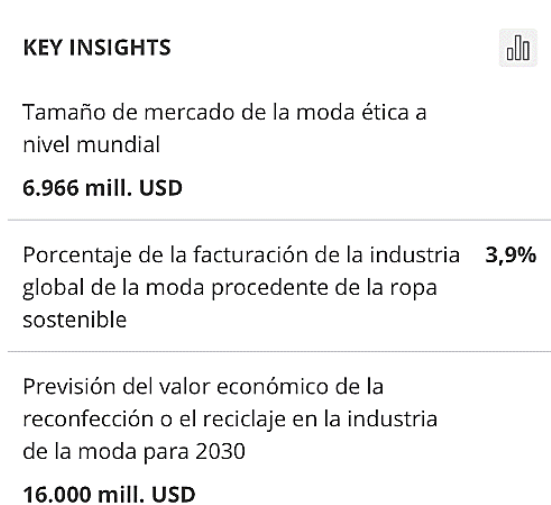 KEY INSIGHTS
Tamaño de mercado de la moda ética a
nivel mundial
6.966 mill. USD
Porcentaje de la facturación de la industria 3,9%
global de la moda procedente de la ropa
sostenible
Previsión del valor económico de la
reconfección o el reciclaje en la industria
de la moda para 2030
16.000 mill. USD